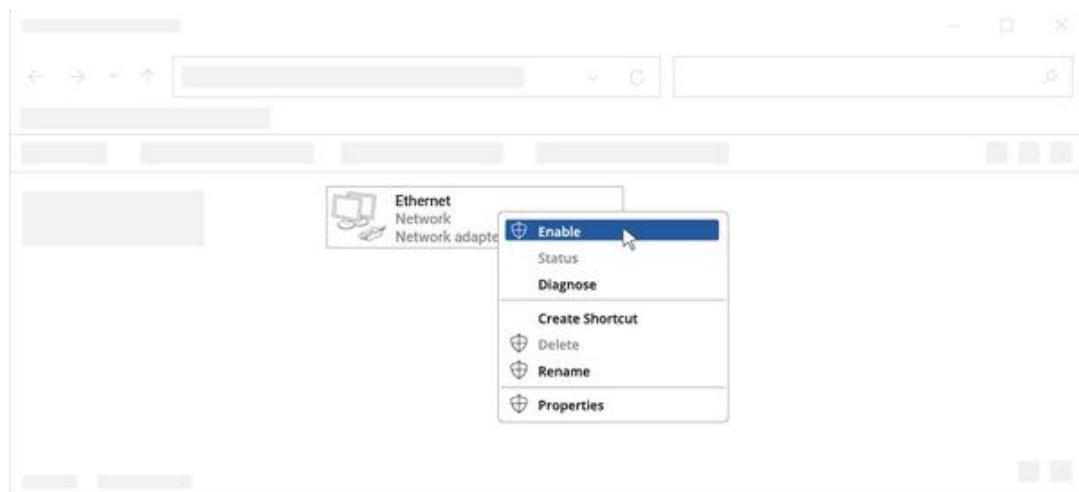 Ethernet
Network
Network adapte
Enable
Status
Diagnose
Create Shortcut
Delete
Rename
Properties